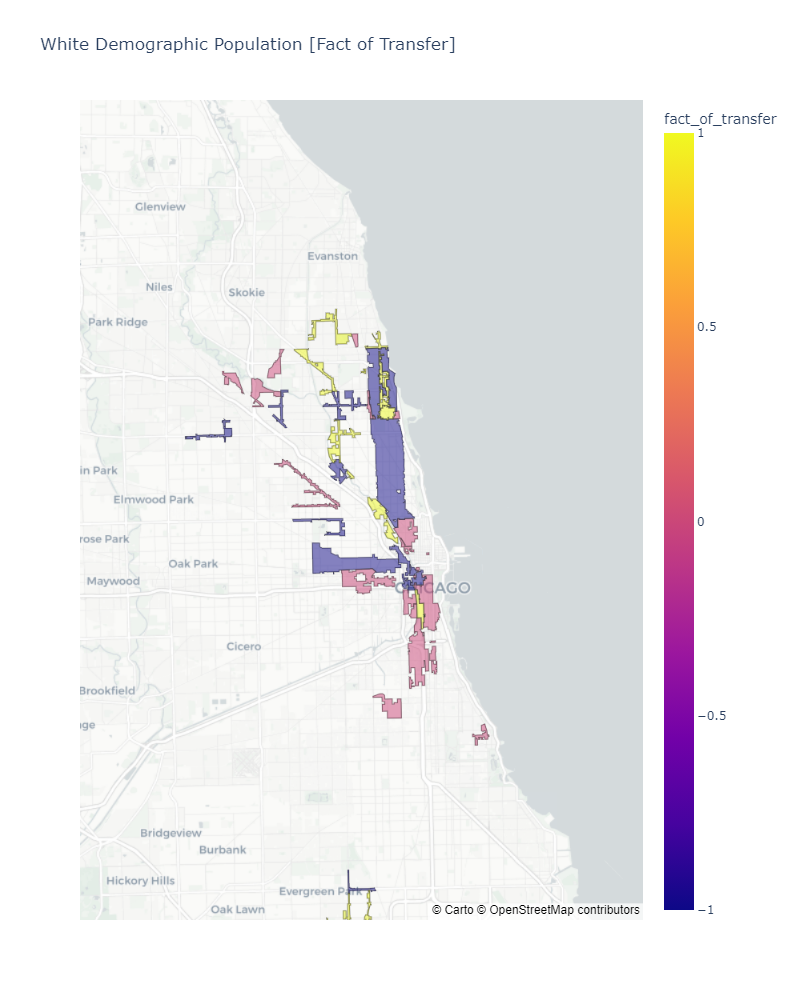 White Demographic Population [Fact of Transfer]
fact_of_transfer
1
0.5
0
−0.5
−1
Glenview
Evanston
Niles
Skokie
Park Ridge
in Park
Elmwood Park
rose Park
Oak Park
Maywood
CHICAGO
Cicero
Brookfield
ge
Bridgeview
Burbank
Hickory Hills
Evergreen Park
Oak Lawn
© Carto © OpenStreetMap contributors